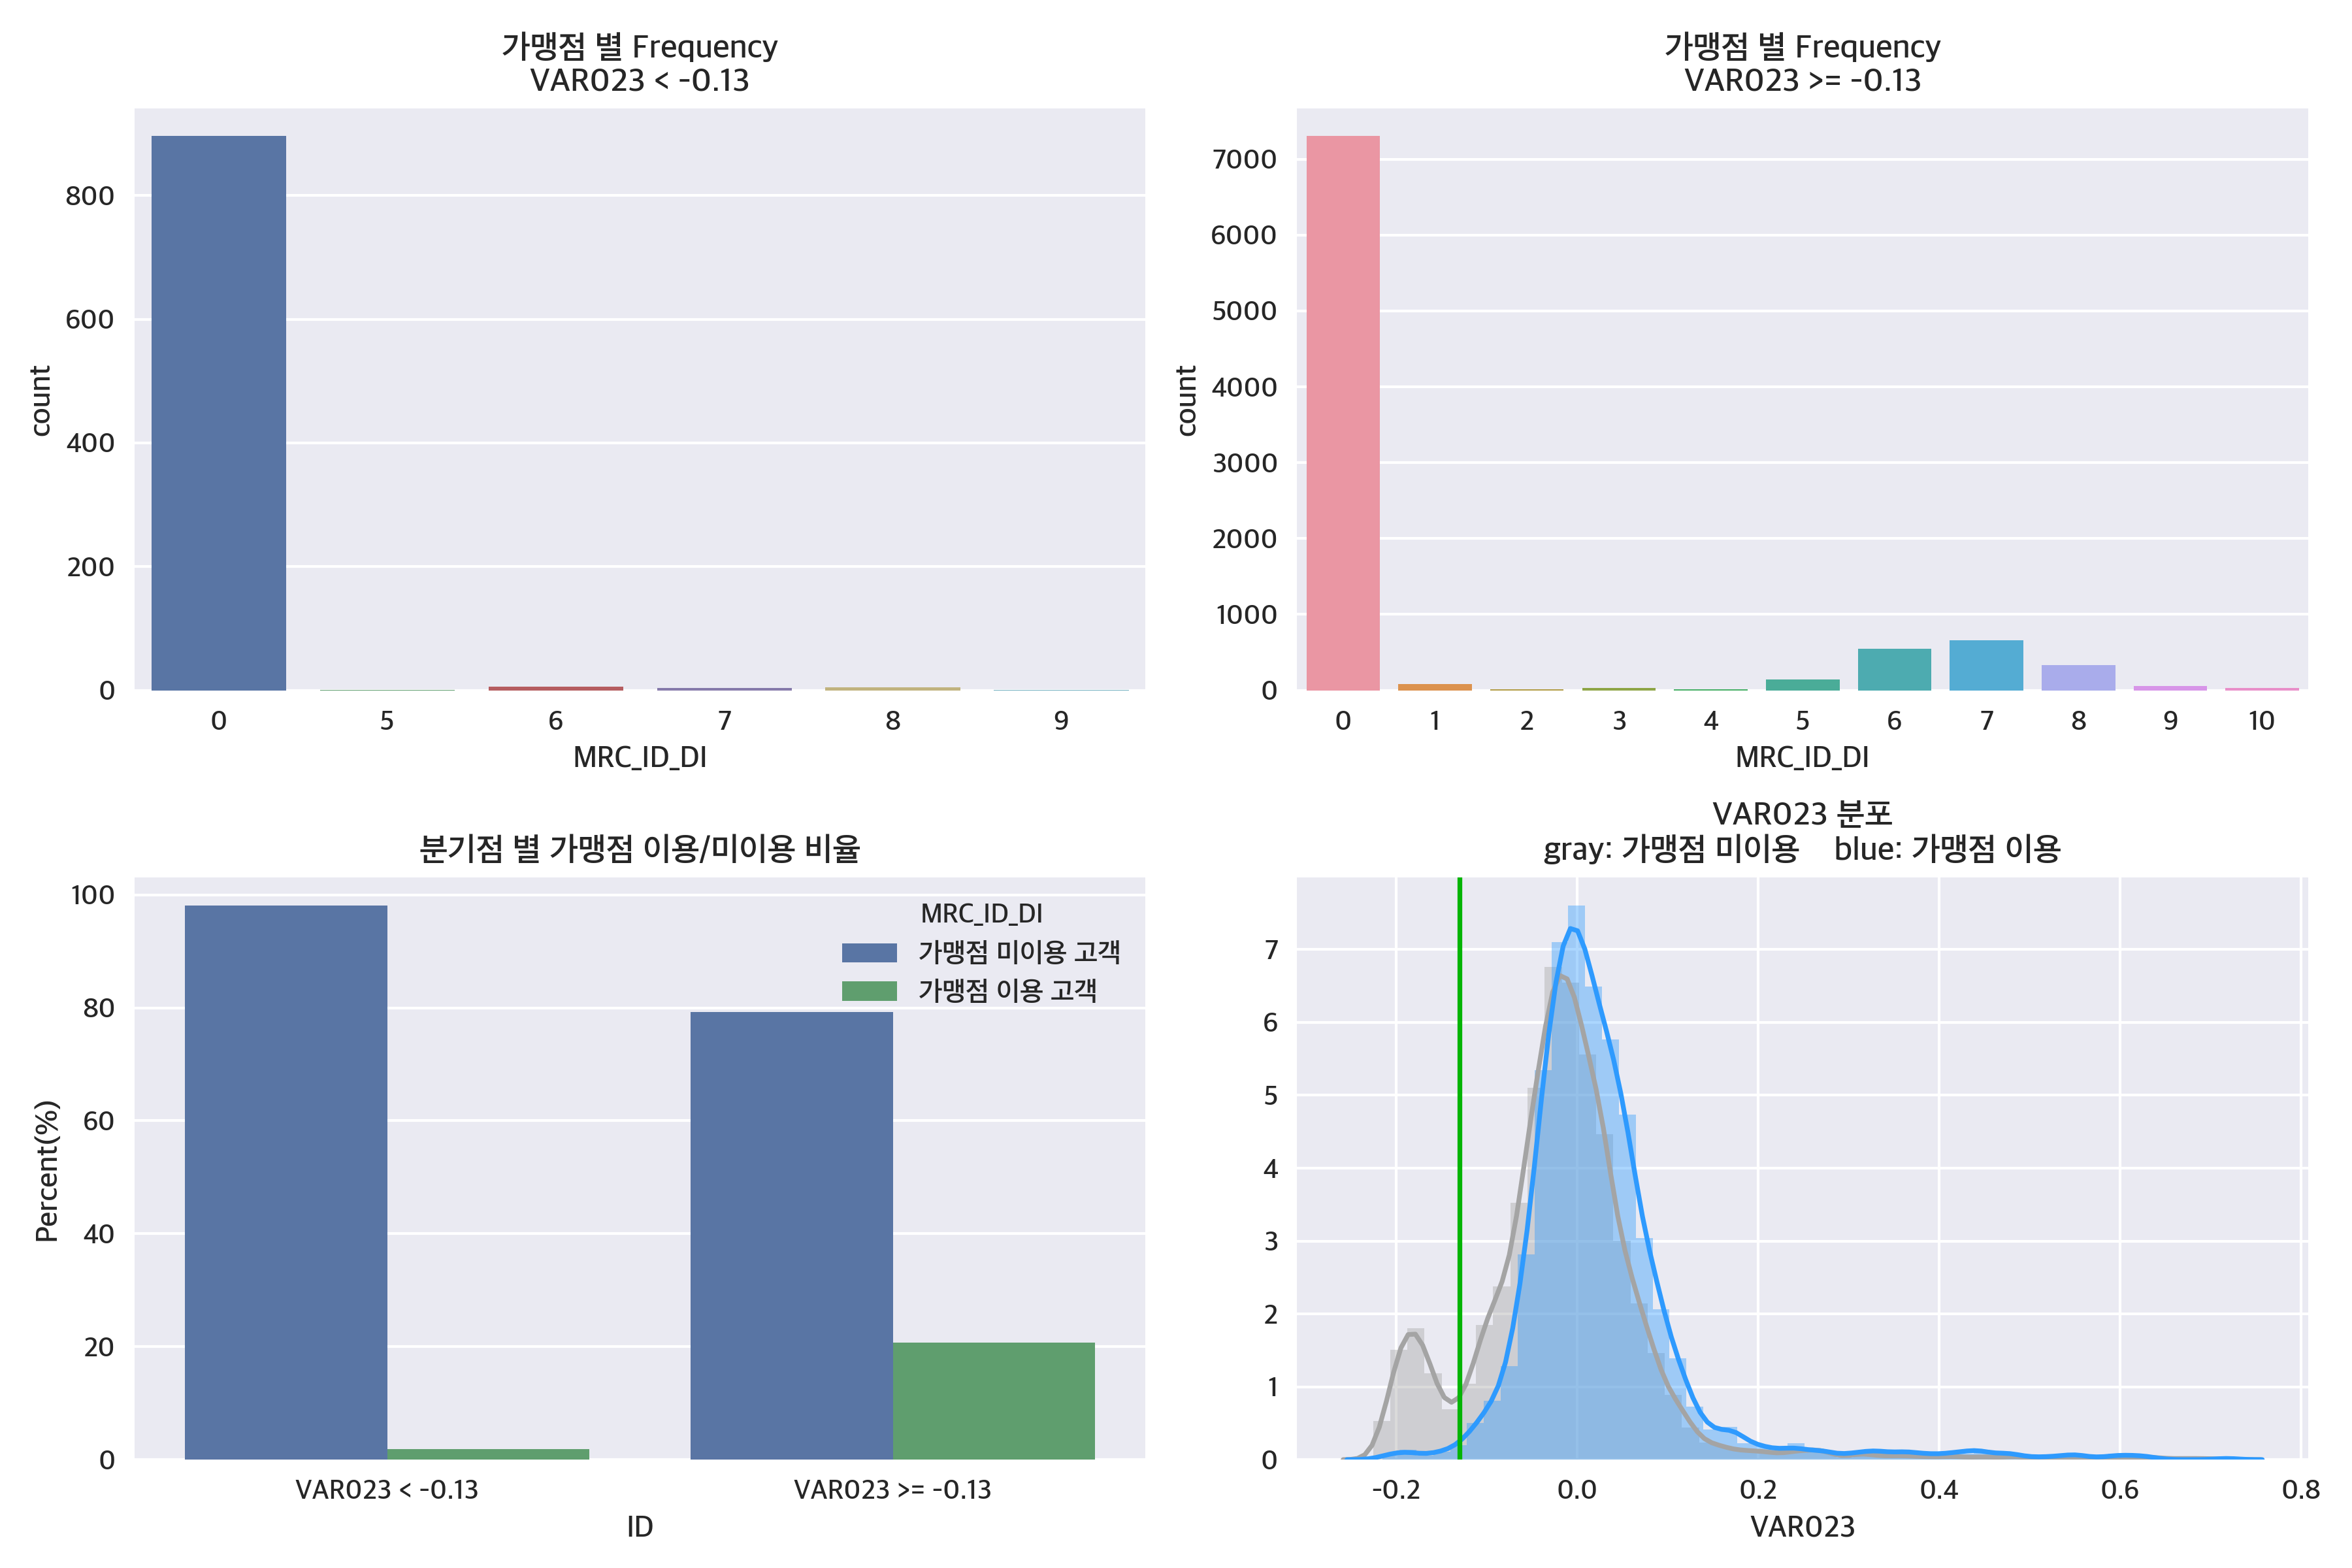 가맹점 별 Frequency
VAR023 < -0.13
count
800
600
400
200
0
0 5 6 7 8 9
MRC_ID_DI
가맹점 별 Frequency
VAR023 >= -0.13
count
7000
6000
5000
4000
3000
2000
1000
0
0 1 2 3 4 5 6 7 8 9 10
MRC_ID_DI
분기점 별 가맹점 이용/미이용 비율
Percent(%)
100
80
60
40
20
0
MRC_ID_DI
가맹점 미이용 고객
가맹점 이용 고객
VAR023 < -0.13 VAR023 >= -0.13
ID
VAR023 분포
gray: 가맹점 미이용 blue: 가맹점 이용
7
6
5
4
3
2
1
0
-0.2 0.0 0.2 0.4 0.6 0.8
VAR023